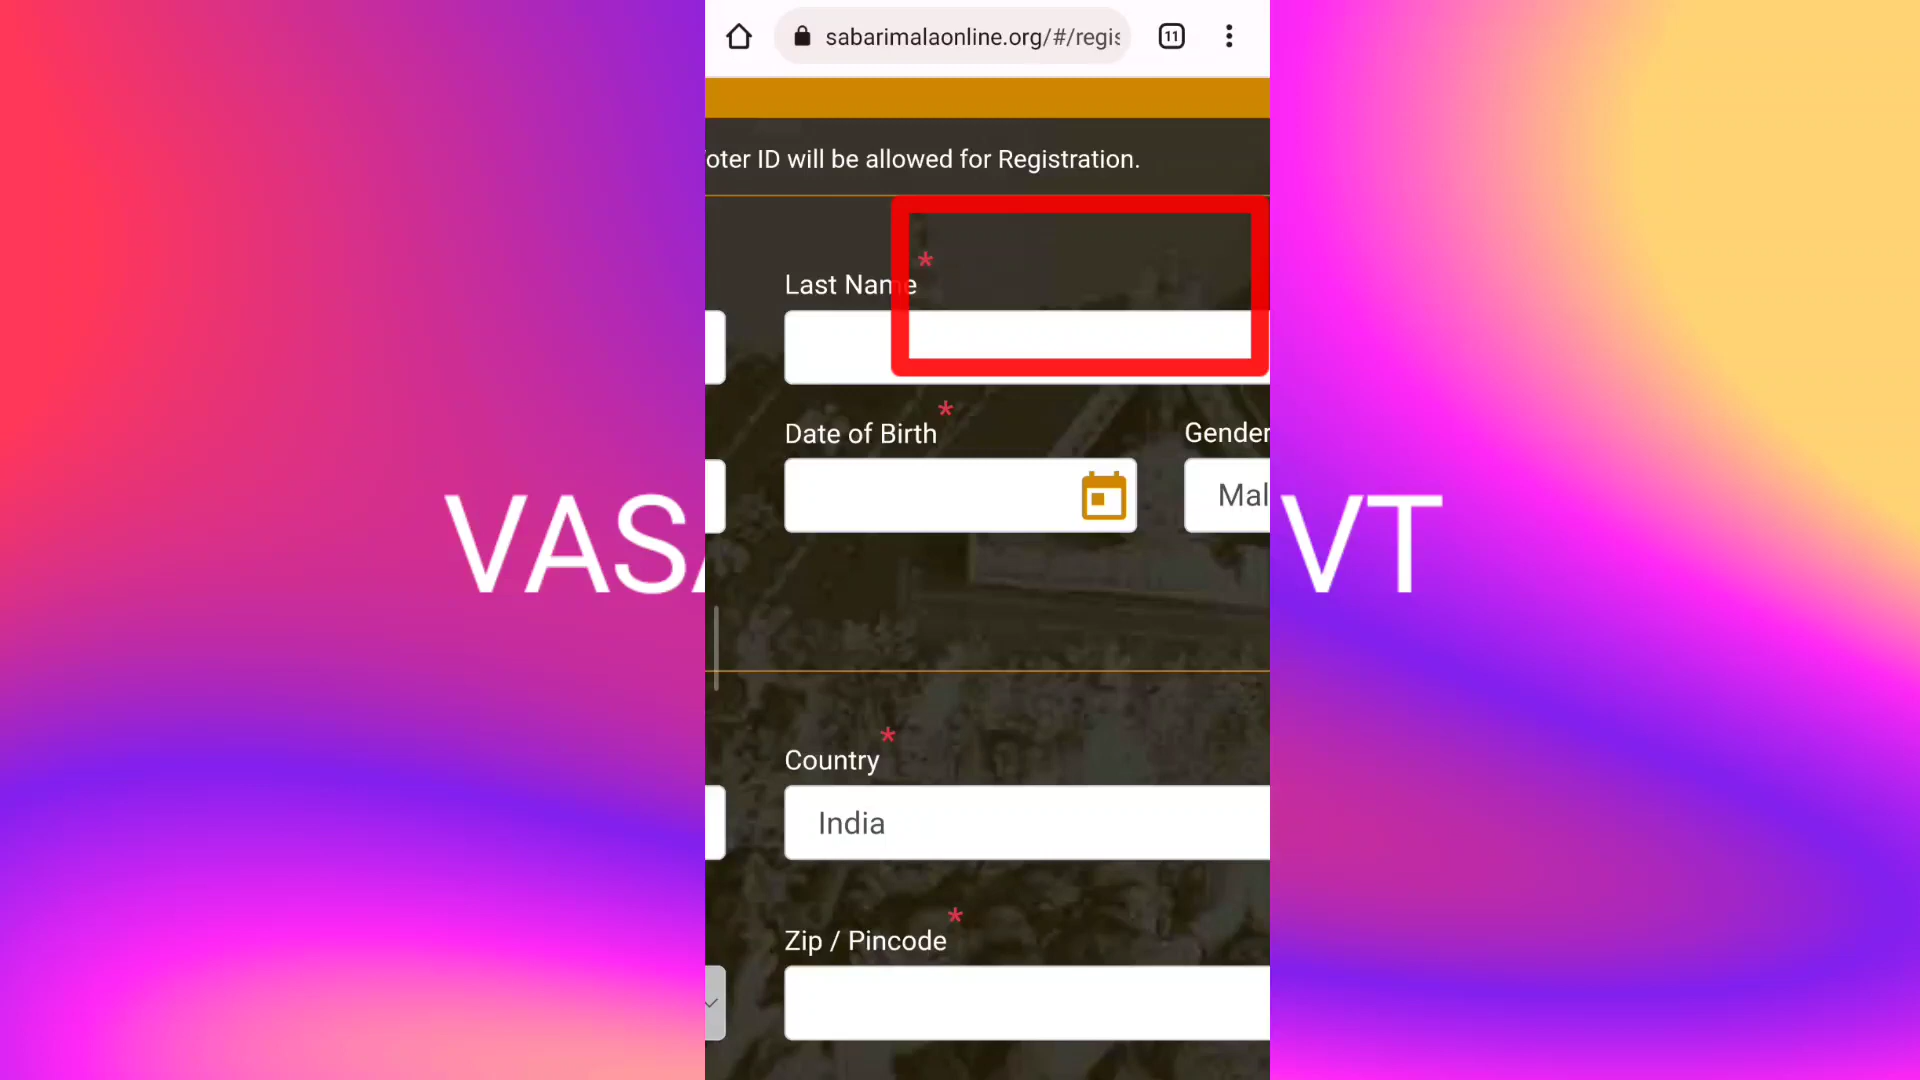 sabarimalaonline.org/#/regis
11
oter ID will be allowed for Registration.
Last Name*
Date of Birth*
Gender
Mal
VASA
VT
Country*
India
Zip / Pincode*